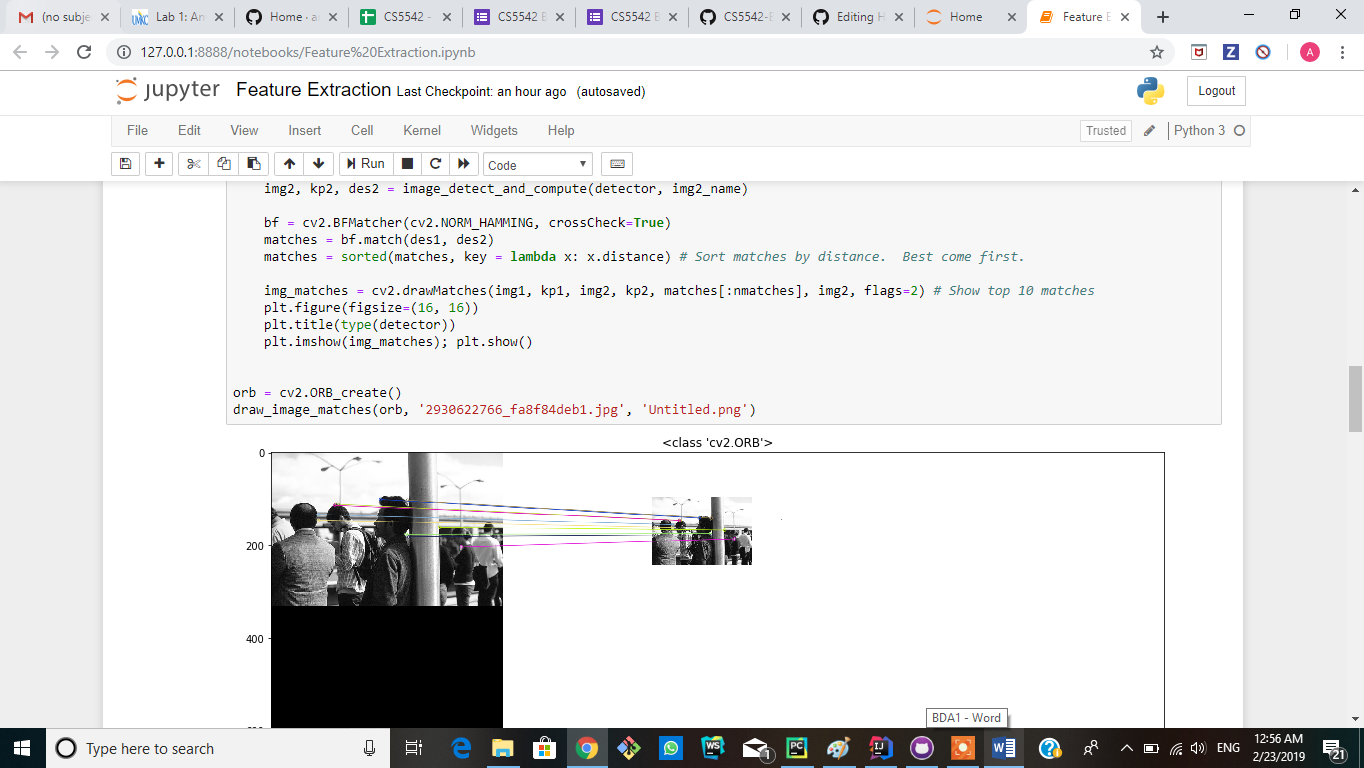 (no subje
Lab 1: An
Home · a
CS5542 -
CS5542 E
CS5542 E
CS5542-E
Editing H
Home
Feature E
127.0.0.1:8888/notebooks/Feature%20Extraction.ipynb
A
jupyter Feature Extraction Last Checkpoint: an hour ago (autosaved)
Logout
File Edit View Insert Cell Kernel Widgets Help
Trusted
Python 3
Run
Code
img2, kp2, des2 = image_detect_and_compute(detector, img2_name)
bf = cv2.BFMatcher(cv2.NORM_HAMMING, crossCheck=True)
matches = bf.match(des1, des2)
matches = sorted(matches, key = lambda x: x.distance) # Sort matches by distance.  Best come first.
img_matches = cv2.drawMatches(img1, kp1, img2, kp2, matches[:nmatches], img2, flags=2) # Show top 10 matches
plt.figure(figsize=(16, 16))
plt.title(type(detector))
plt.imshow(img_matches); plt.show()
orb = cv2.ORB_create()
draw_image_matches(orb, '2930622766_fa8f84deb1.jpg', 'Untitled.png')
<class 'cv2.ORB'>
0
200
400
BDA1 - Word
Type here to search
ENG
12:56 AM
2/23/2019
21